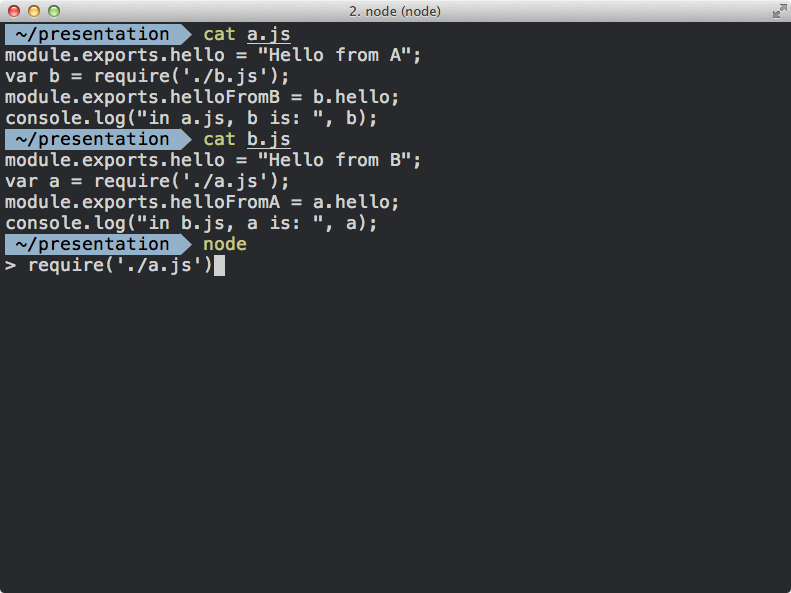 2. node (node)
~/presentation cat a.js
module.exports.hello = "Hello from A";
var b = require('./b.js');
module.exports.helloFromB = b.hello;
console.log("in a.js, b is: ", b);
~/presentation cat b.js
module.exports.hello = "Hello from B";
var a = require('./a.js');
module.exports.helloFromA = a.hello;
console.log("in b.js, a is: ", a);
~/presentation node
> require('./a.js')